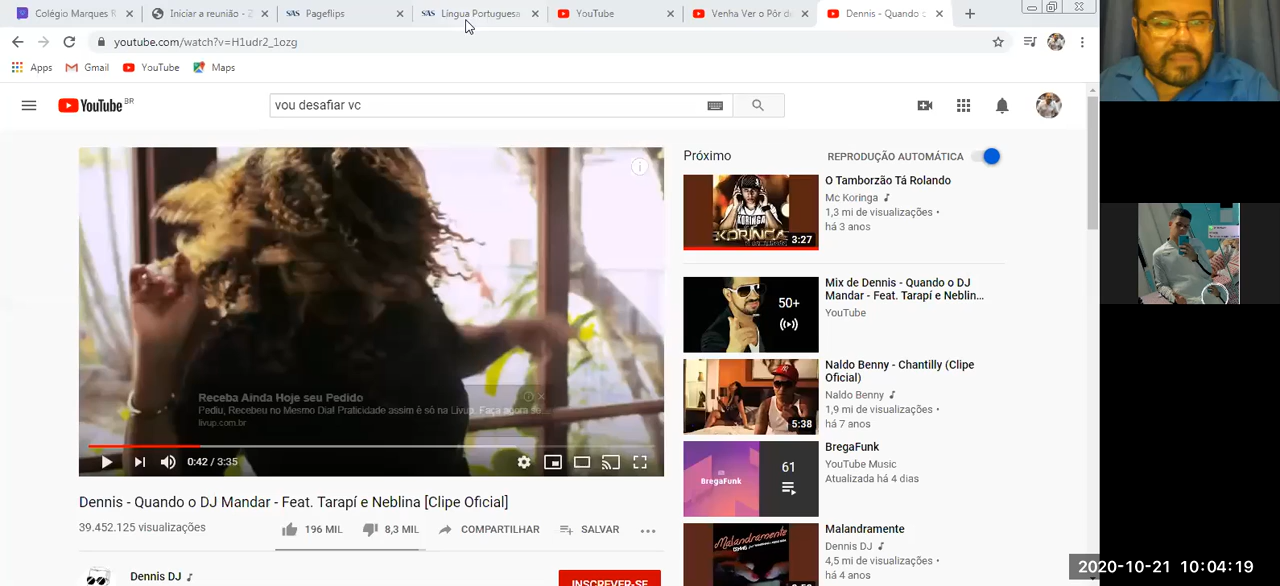 Colégio Marques R
Iniciar a reunião - Z
SAS Pageflips
SAS Língua Portuguesa
YouTube
Venha Ver o Pôr d
Dennis - Quando o
youtube.com/watch?v=H1udr2_1ozg
Apps Gmail YouTube Maps
YouTube BR
vou desafiar vc
Receba Ainda Hoje seu Pedido
Pediu, Recebeu no Mesmo Dia! Praticidade assim é só na Livup. Faça agora se...
livup.com.br
0:42 / 3:35
Dennis - Quando o DJ Mandar - Feat. Tarapí e Neblina [Clipe Oficial]
39.452.125 visualizações
196 MIL 8,3 MIL COMPARTILHAR SALVAR
Dennis DJ
INSCREVER-SE
Próximo
REPRODUÇÃO AUTOMÁTICA
KORINGA
3:27
O Tamborzão Tá Rolando
Mc Koringa
1,3 mi de visualizações •
há 3 anos
50+
Mix de Dennis - Quando o DJ
Mandar - Feat. Tarapí e Neblin...
YouTube
5:38
Naldo Benny - Chantilly (Clipe
Oficial)
Naldo Benny
1,9 mi de visualizações •
há 7 anos
BregaFunk
61
BregaFunk
YouTube Music
Atualizada há 4 dias
Malandramente
Malandramente
Dennis DJ
4,5 mi de visualizações •
há 4 anos
2020-10-21 10:04:19